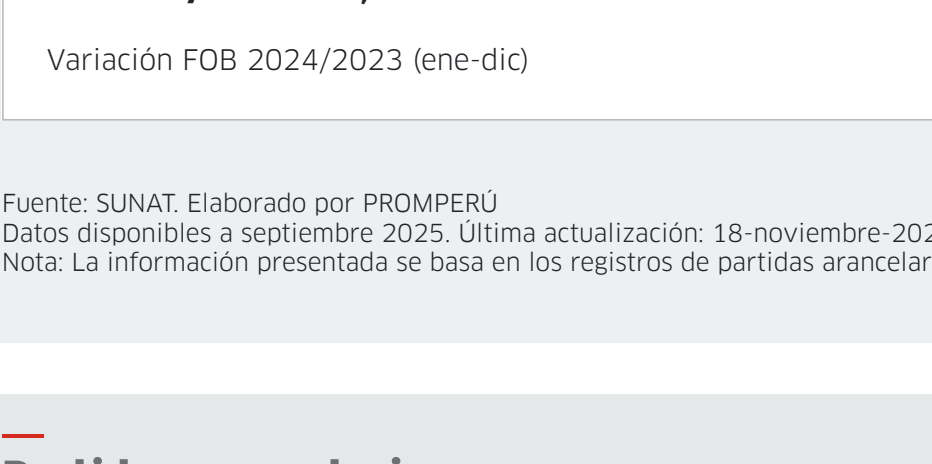 Variación FOB 2024/2023 (ene-dic)
Fuente: SUNAT. Elaborado por PROMPERÚ
Datos disponibles a septiembre 2025. Última actualización: 18-noviembre-202
Nota: La información presentada se basa en los registros de partidas arancelar